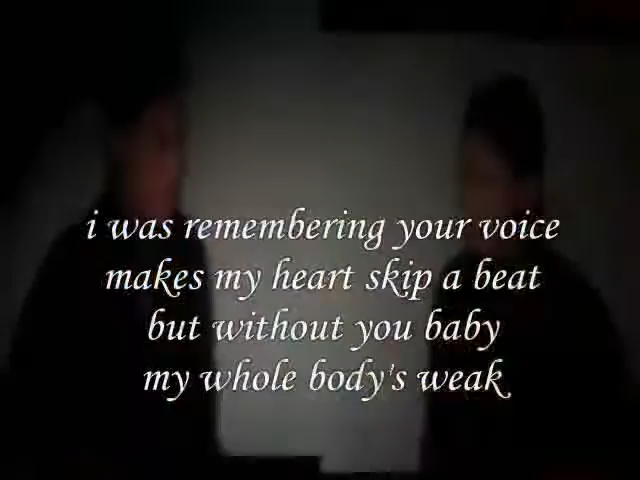 i was remembering your voice
makes my heart skip a beat
but without you baby
my whole body's weak